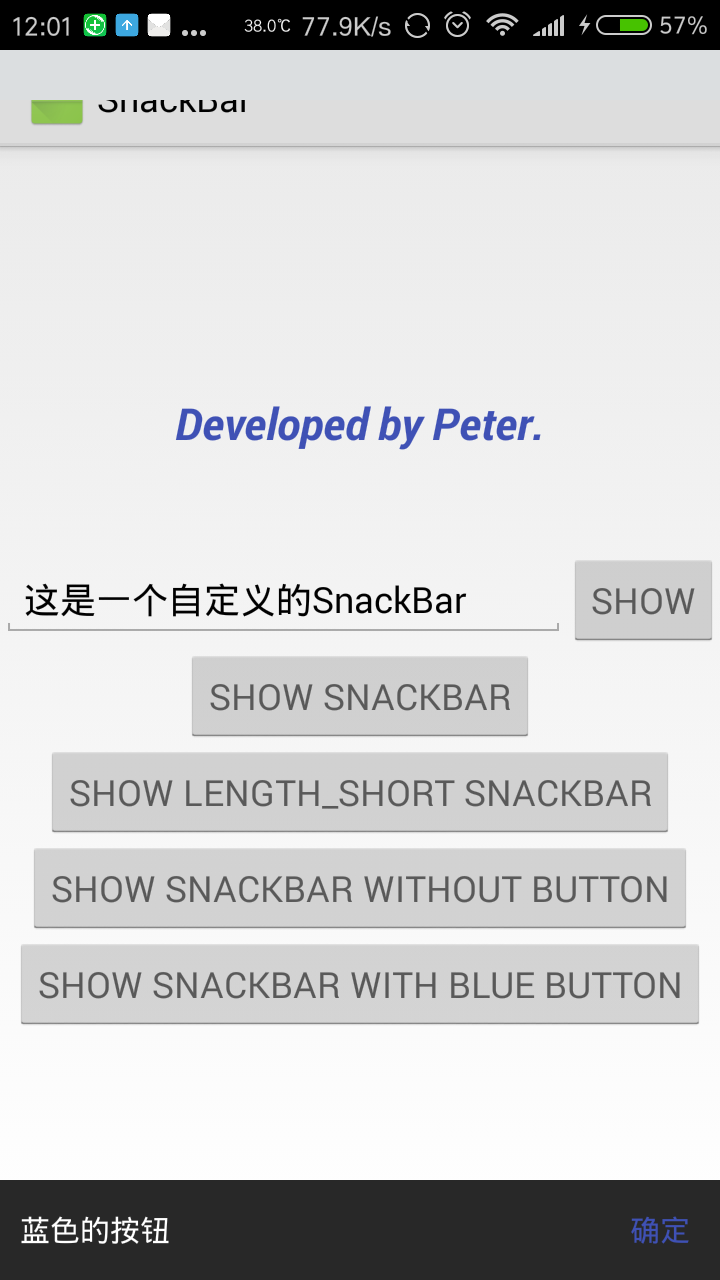 12:01 ... 38.0℃ 77.9K/s 57%
SnackBar
Developed by Peter.
这是一个自定义的SnackBar SHOW
SHOW SNACKBAR
SHOW LENGTH_SHORT SNACKBAR
SHOW SNACKBAR WITHOUT BUTTON
SHOW SNACKBAR WITH BLUE BUTTON
蓝色的按钮 确定